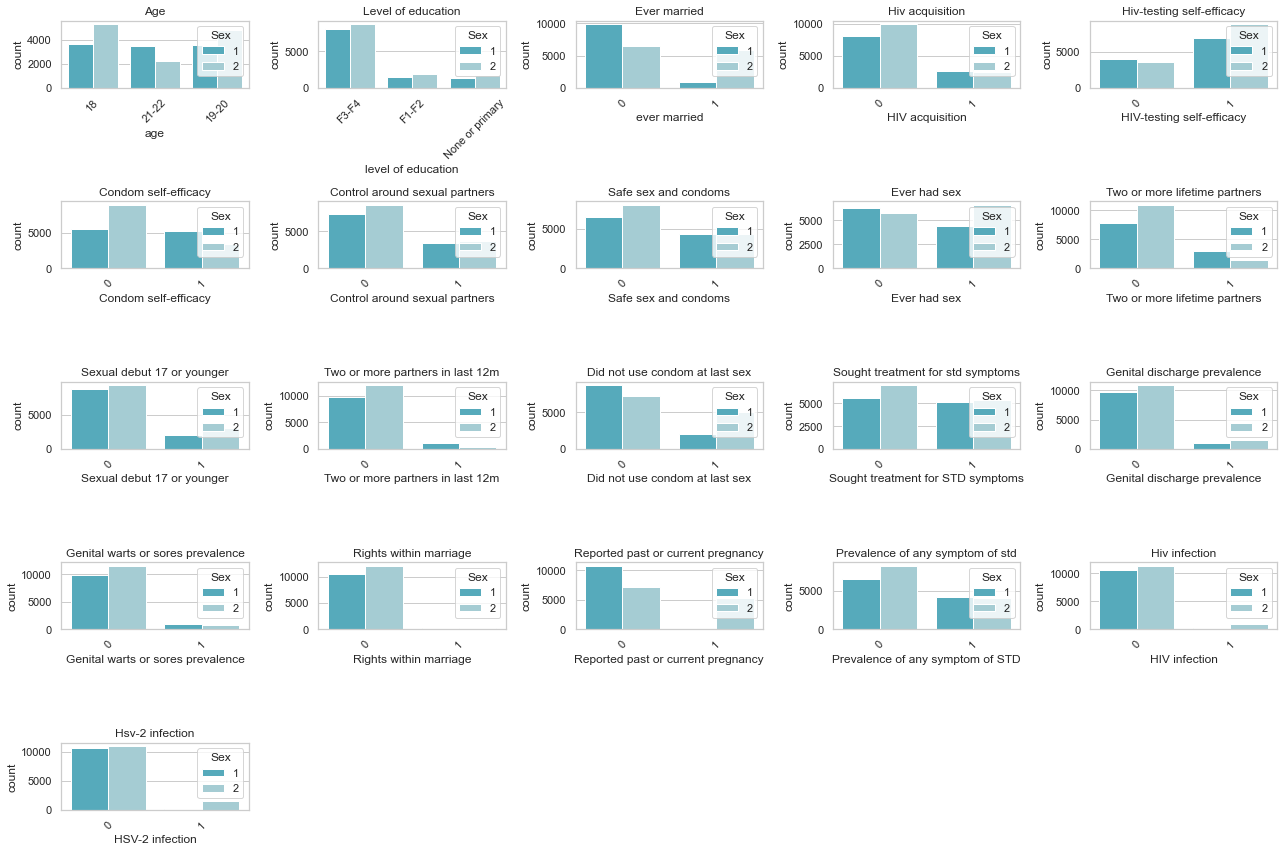 Age
count
4000
2000
0
Sex
1
2
18
21-22
19-20
age
Level of education
count
5000
0
Sex
1
2
F3-F4
F1-F2
None or primary
level of education
Ever married
count
10000
5000
0
Sex
1
2
0
1
ever married
Hiv acquisition
count
10000
5000
0
Sex
1
2
0
1
HIV acquisition
Hiv-testing self-efficacy
count
5000
0
Sex
1
2
0
1
HIV-testing self-efficacy
Condom self-efficacy
count
5000
0
Sex
1
2
0
1
Condom self-efficacy
Control around sexual partners
count
5000
0
Sex
1
2
0
1
Control around sexual partners
Safe sex and condoms
count
5000
0
Sex
1
2
0
1
Safe sex and condoms
Ever had sex
count
5000
2500
0
Sex
1
2
0
1
Ever had sex
Two or more lifetime partners
count
10000
5000
0
Sex
1
2
0
1
Two or more lifetime partners
Sexual debut 17 or younger
count
5000
0
Sex
1
2
0
1
Sexual debut 17 or younger
Two or more partners in last 12m
count
10000
5000
0
Sex
1
2
0
1
Two or more partners in last 12m
Did not use condom at last sex
count
5000
0
Sex
1
2
0
1
Did not use condom at last sex
Sought treatment for std symptoms
count
5000
2500
0
Sex
1
2
0
1
Sought treatment for STD symptoms
Genital discharge prevalence
count
10000
5000
0
Sex
1
2
0
1
Genital discharge prevalence
Genital warts or sores prevalence
count
10000
5000
0
Sex
1
2
0
1
Genital warts or sores prevalence
Rights within marriage
count
10000
5000
0
Sex
1
2
0
1
Rights within marriage
Reported past or current pregnancy
count
10000
5000
0
Sex
1
2
0
1
Reported past or current pregnancy
Prevalence of any symptom of std
count
5000
0
Sex
1
2
0
1
Prevalence of any symptom of STD
Hiv infection
count
10000
5000
0
Sex
1
2
0
1
HIV infection
Hsv-2 infection
count
10000
5000
0
Sex
1
2
0
1
HSV-2 infection